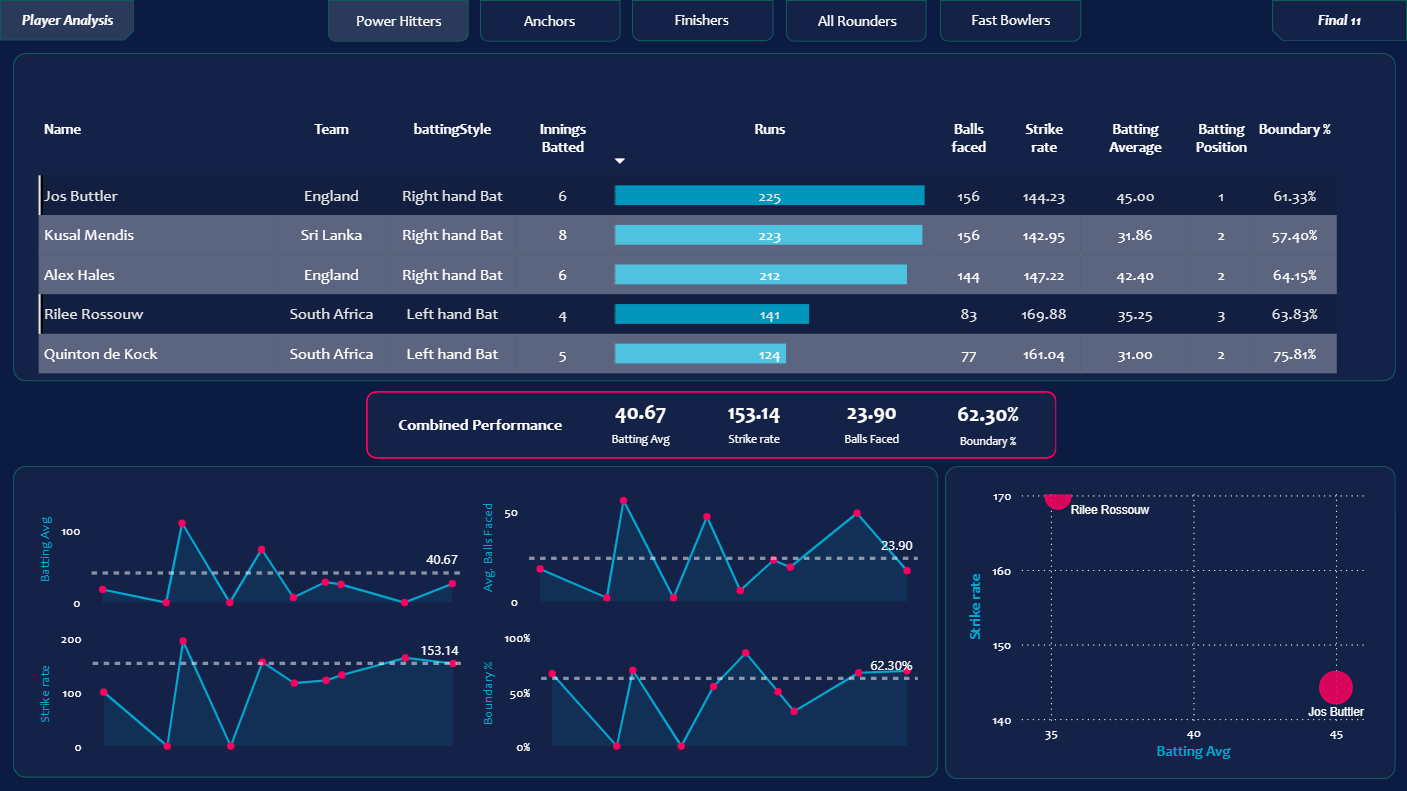 Player Analysis Power Hitters Anchors Finishers All Rounders Fast Bowlers Final 11
Name Team battingStyle Innings Batted Runs Balls faced Strike rate Batting Average Batting Position Boundary %
Jos Buttler England Right hand Bat 6 225 156 144.23 45.00 1 61.33%
Kusal Mendis Sri Lanka Right hand Bat 8 223 156 142.95 31.86 2 57.40%
Alex Hales England Right hand Bat 6 212 144 147.22 42.40 2 64.15%
Rilee Rossouw South Africa Left hand Bat 4 141 83 169.88 35.25 3 63.83%
Quinton de Kock South Africa Left hand Bat 5 124 77 161.04 31.00 2 75.81%
Combined Performance
40.67 153.14 23.90 62.30%
Batting Avg Strike rate Balls Faced Boundary %
Batting Avg
100
0
40.67
Avg. Balls Faced
50
0
23.90
Strike rate
200
100
0
153.14
Boundary %
100%
50%
0%
62.30%
Strike rate
170
160
150
140
Rilee Rossouw
Jos Buttler
35 40 45
Batting Avg